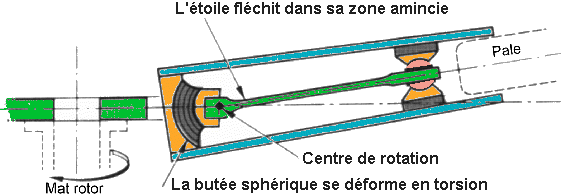 L'étoile fléchit dans sa zone amincie
Pale
Centre de rotation
Mat rotor
La butée sphérique se déforme en torsion